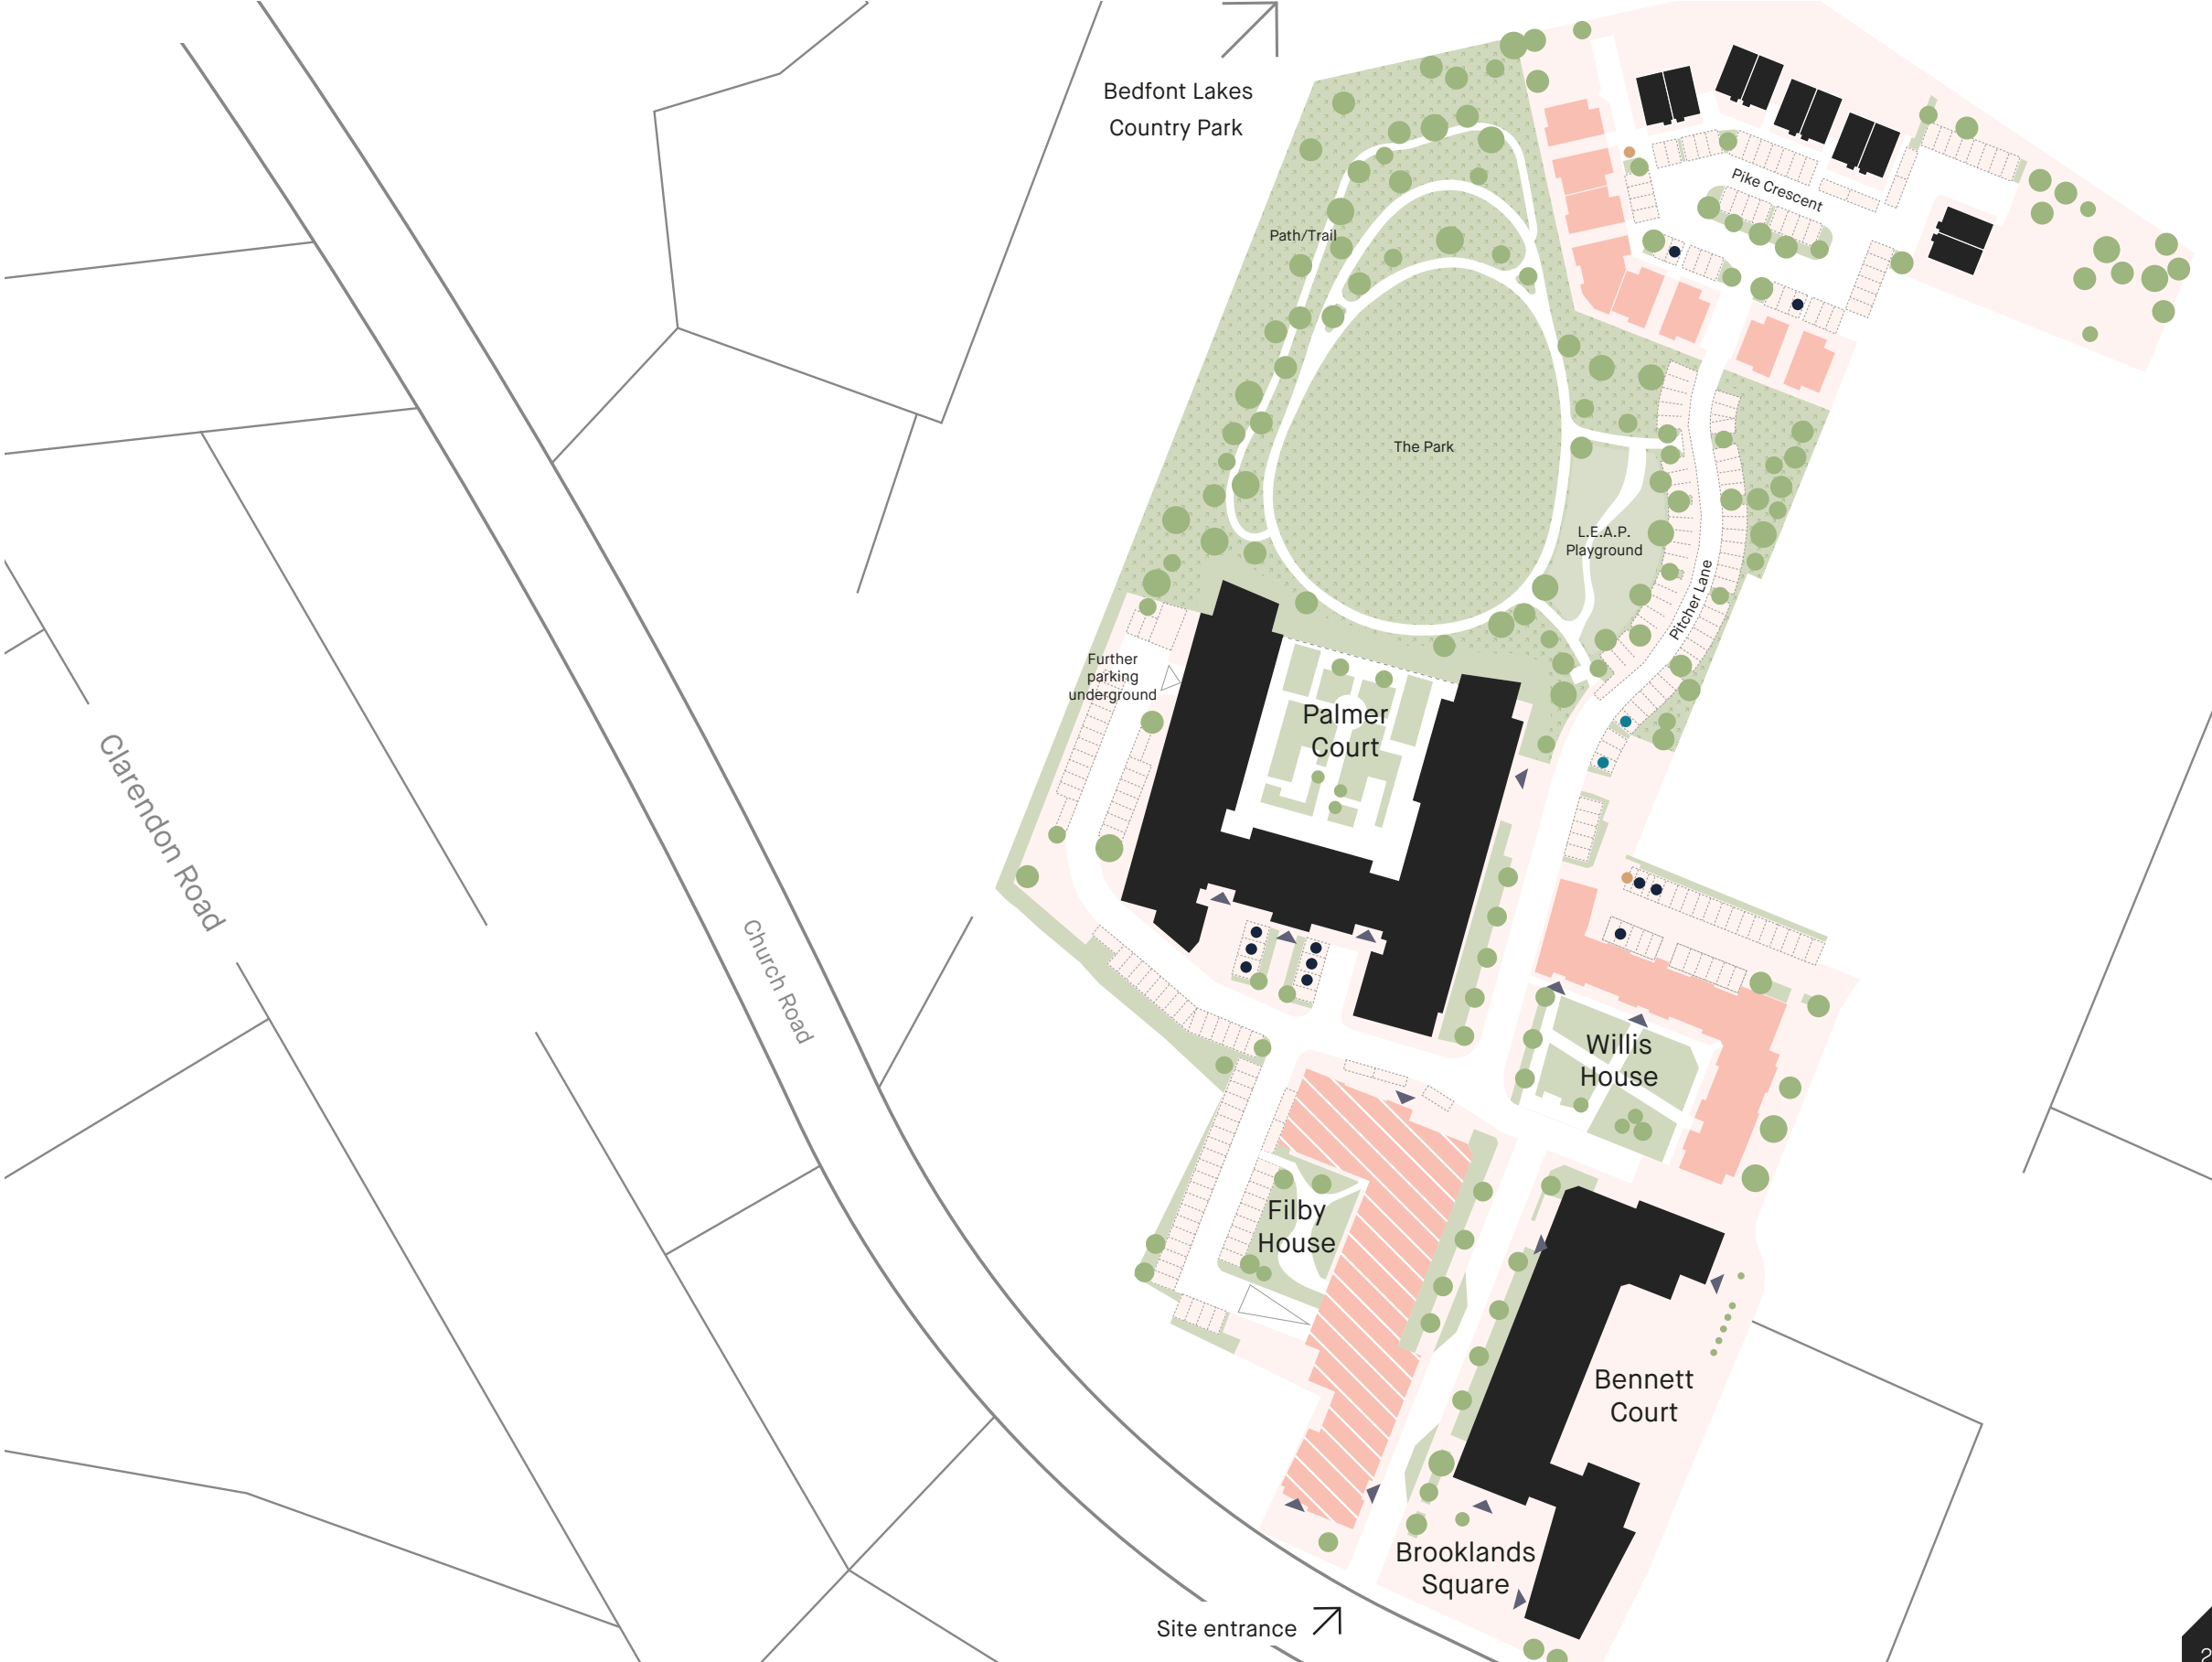 Bedfont Lakes
Country Park
Pike Crescent
Path/Trail
The Park
L.E.A.P.
Playground
Pitcher Lane
Further
parking
underground
Palmer
Court
Clarendon Road
Church Road
Willis
House
Filby
House
Bennett
Court
Brooklands
Square
Site entrance